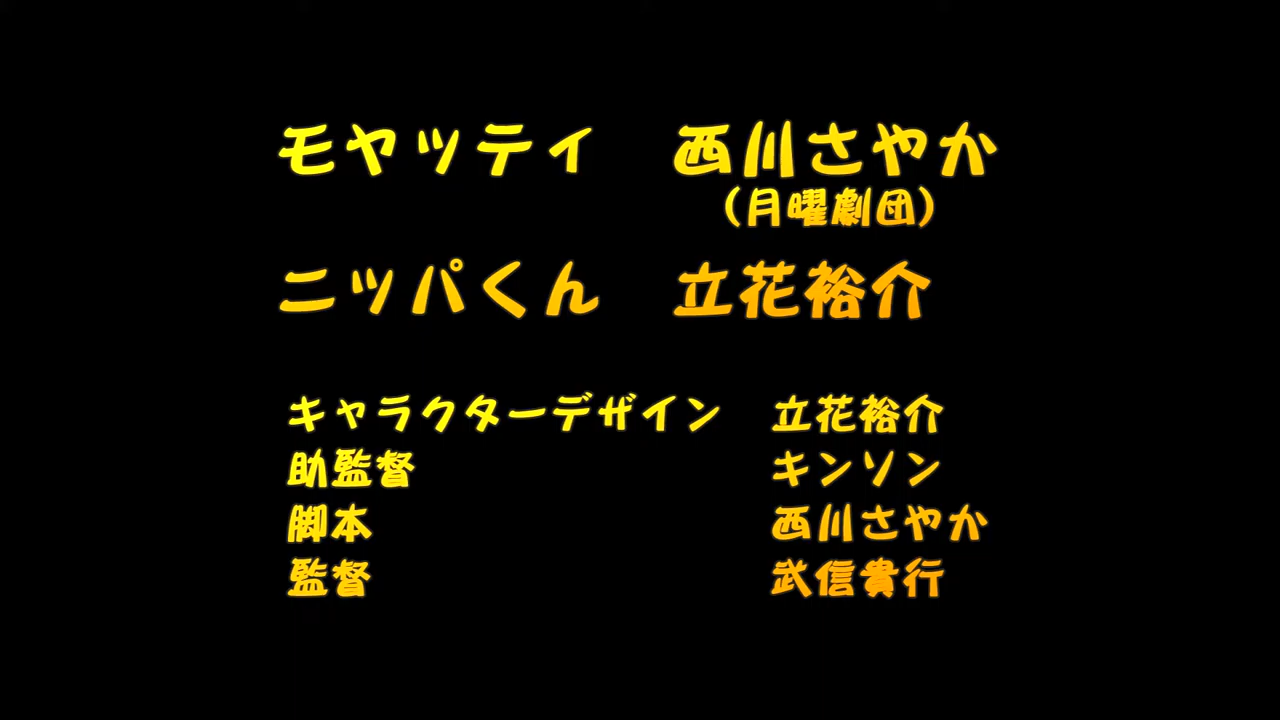 モヤッティ　西川さやか
（月曜劇団）
ニッパくん　立花裕介
キャラクターデザイン　立花裕介
助監督　キンソン
脚本　西川さやか
監督　武信貴行